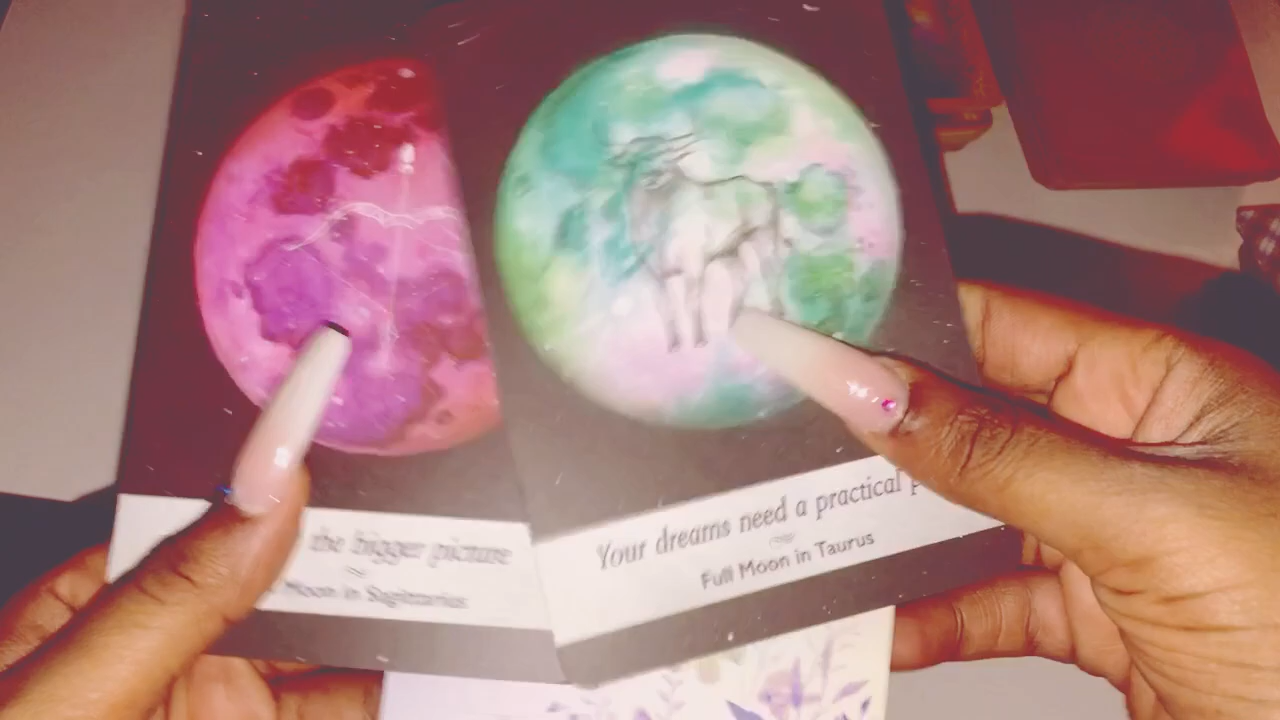 the bigger picture
Moon in Sagittarius
Your dreams need a practical
Full Moon in Taurus